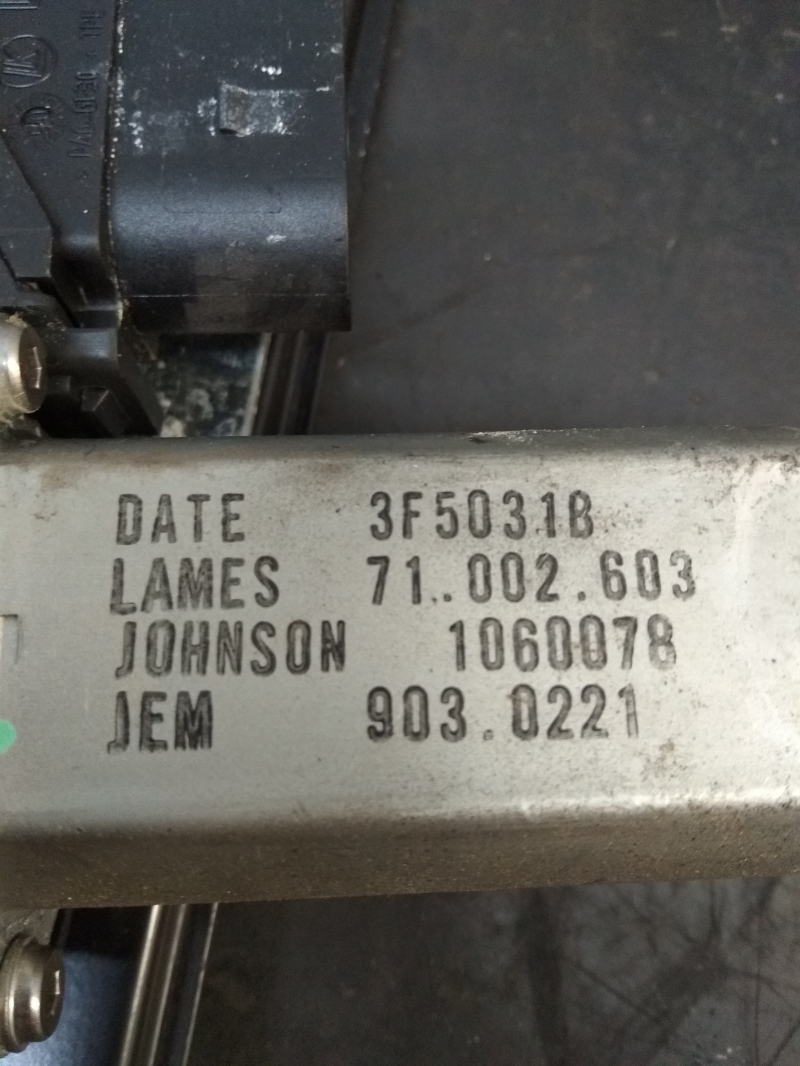 DATE 3F5031B
LAMES 71..002.603
JOHNSON 1060078
JEM 903.0221